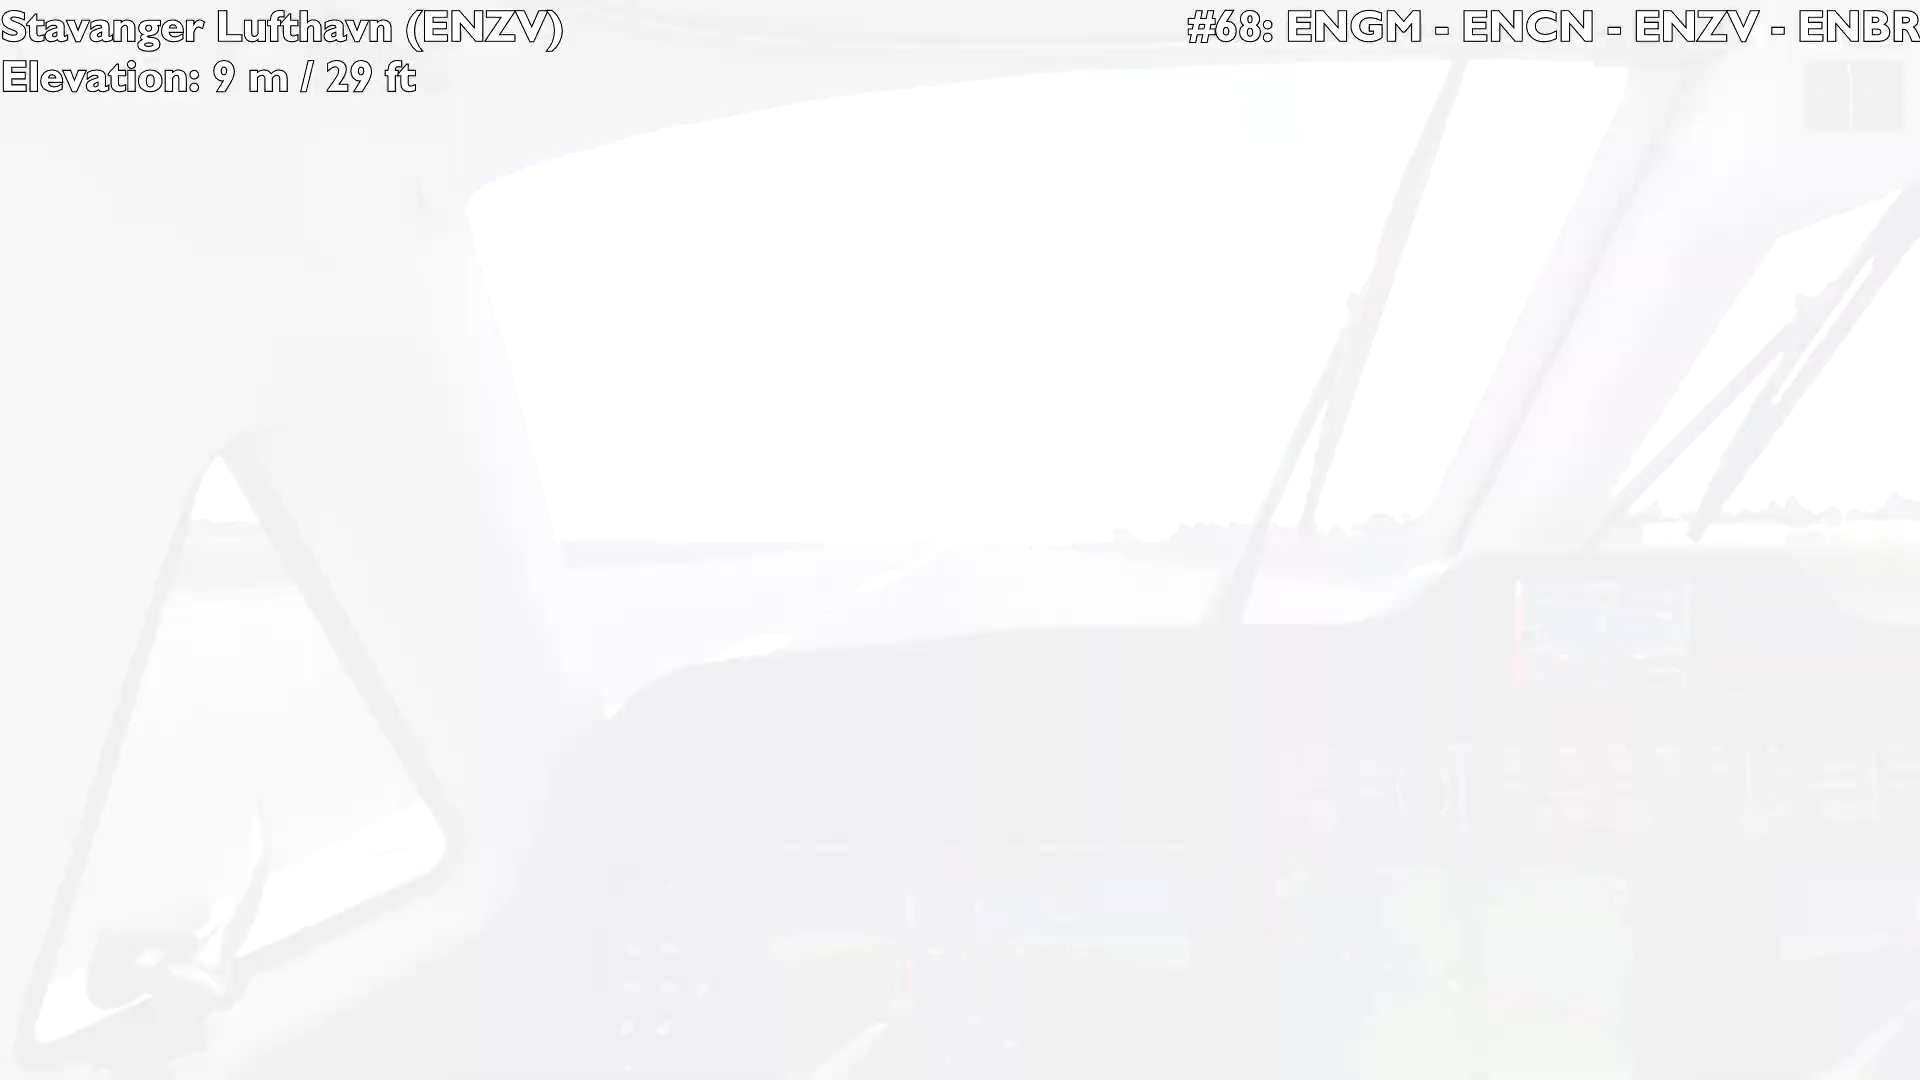 Stavanger Lufthavn (ENZV)
Elevation: 9 m / 29 ft
#68: ENGM - ENCN - ENZV - ENBR